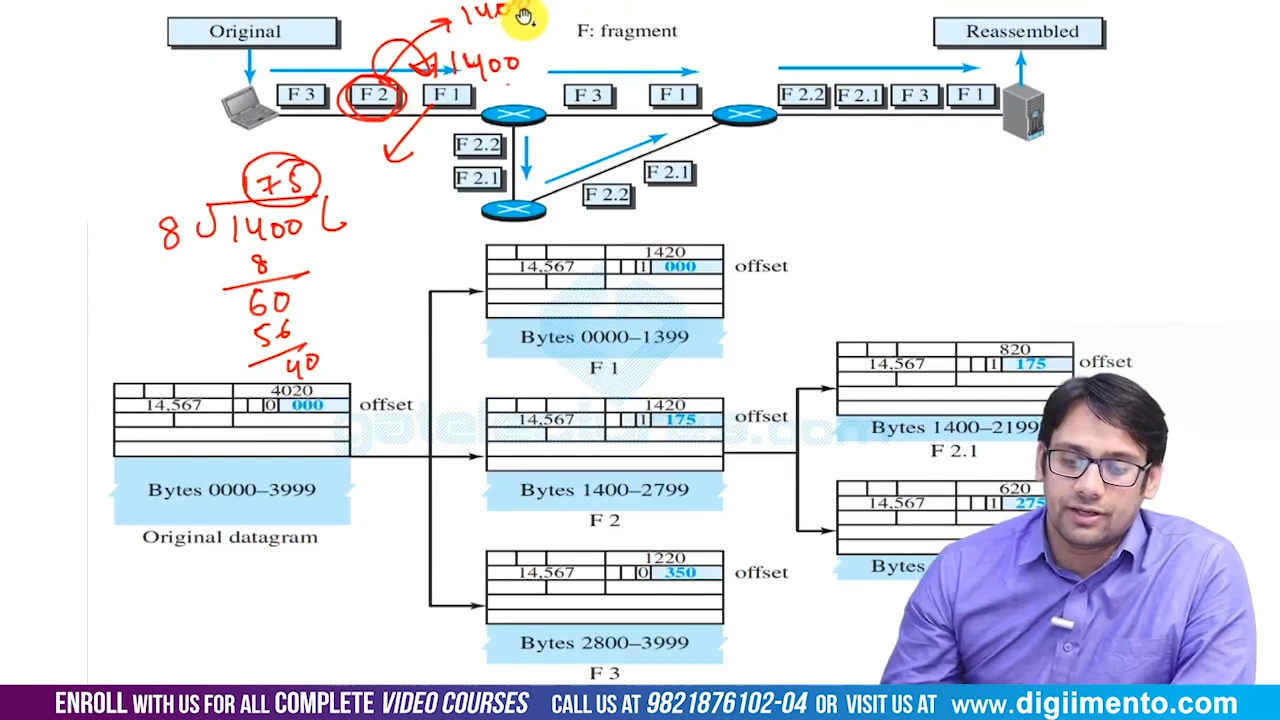 1400
Original
F: fragment
Reassembled
1400
F 3
F 2
F 1
F 3
F 1
F 2.2
F 2.1
F 3
F 1
F 2.2
F 2.1
F 2.1
F 2.2
175
8 1400
8
60
56
40
1420
14,567
1
000
offset
Bytes 0000–1399
F 1
4020
14,567
0
000
offset
Bytes 0000–3999
Original datagram
1420
14,567
1
175
offset
Bytes 1400–2799
F 2
820
14,567
1
175
offset
Bytes 1400–2199
F 2.1
620
14,567
1
275
Bytes
1220
14,567
0
350
offset
Bytes 2800–3999
F 3
ENROLL WITH US FOR ALL COMPLETE VIDEO COURSES CALL US AT 9821876102-04 OR VISIT US AT www.digiimento.com